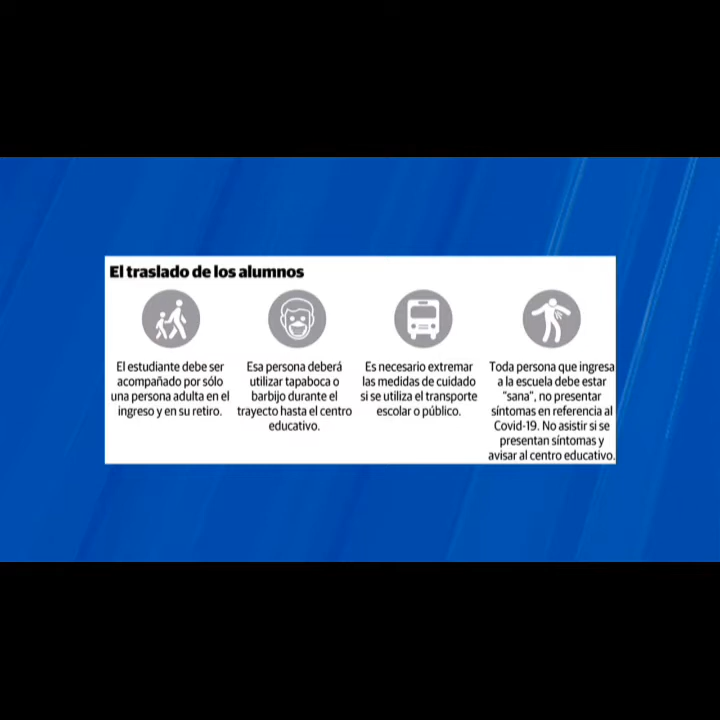 El traslado de los alumnos
El estudiante debe ser
acompañado por sólo
una persona adulta en el
ingreso y en su retiro.
Esa persona deberá
utilizar tapaboca o
barbijo durante el
trayecto hasta el centro
educativo.
Es necesario extremar
las medidas de cuidado
si se utiliza el transporte
escolar o público.
Toda persona que ingresa
a la escuela debe estar
"sana", no presentar
síntomas en referencia al
Covid-19. No asistir si se
presentan síntomas y
avisar al centro educativo.